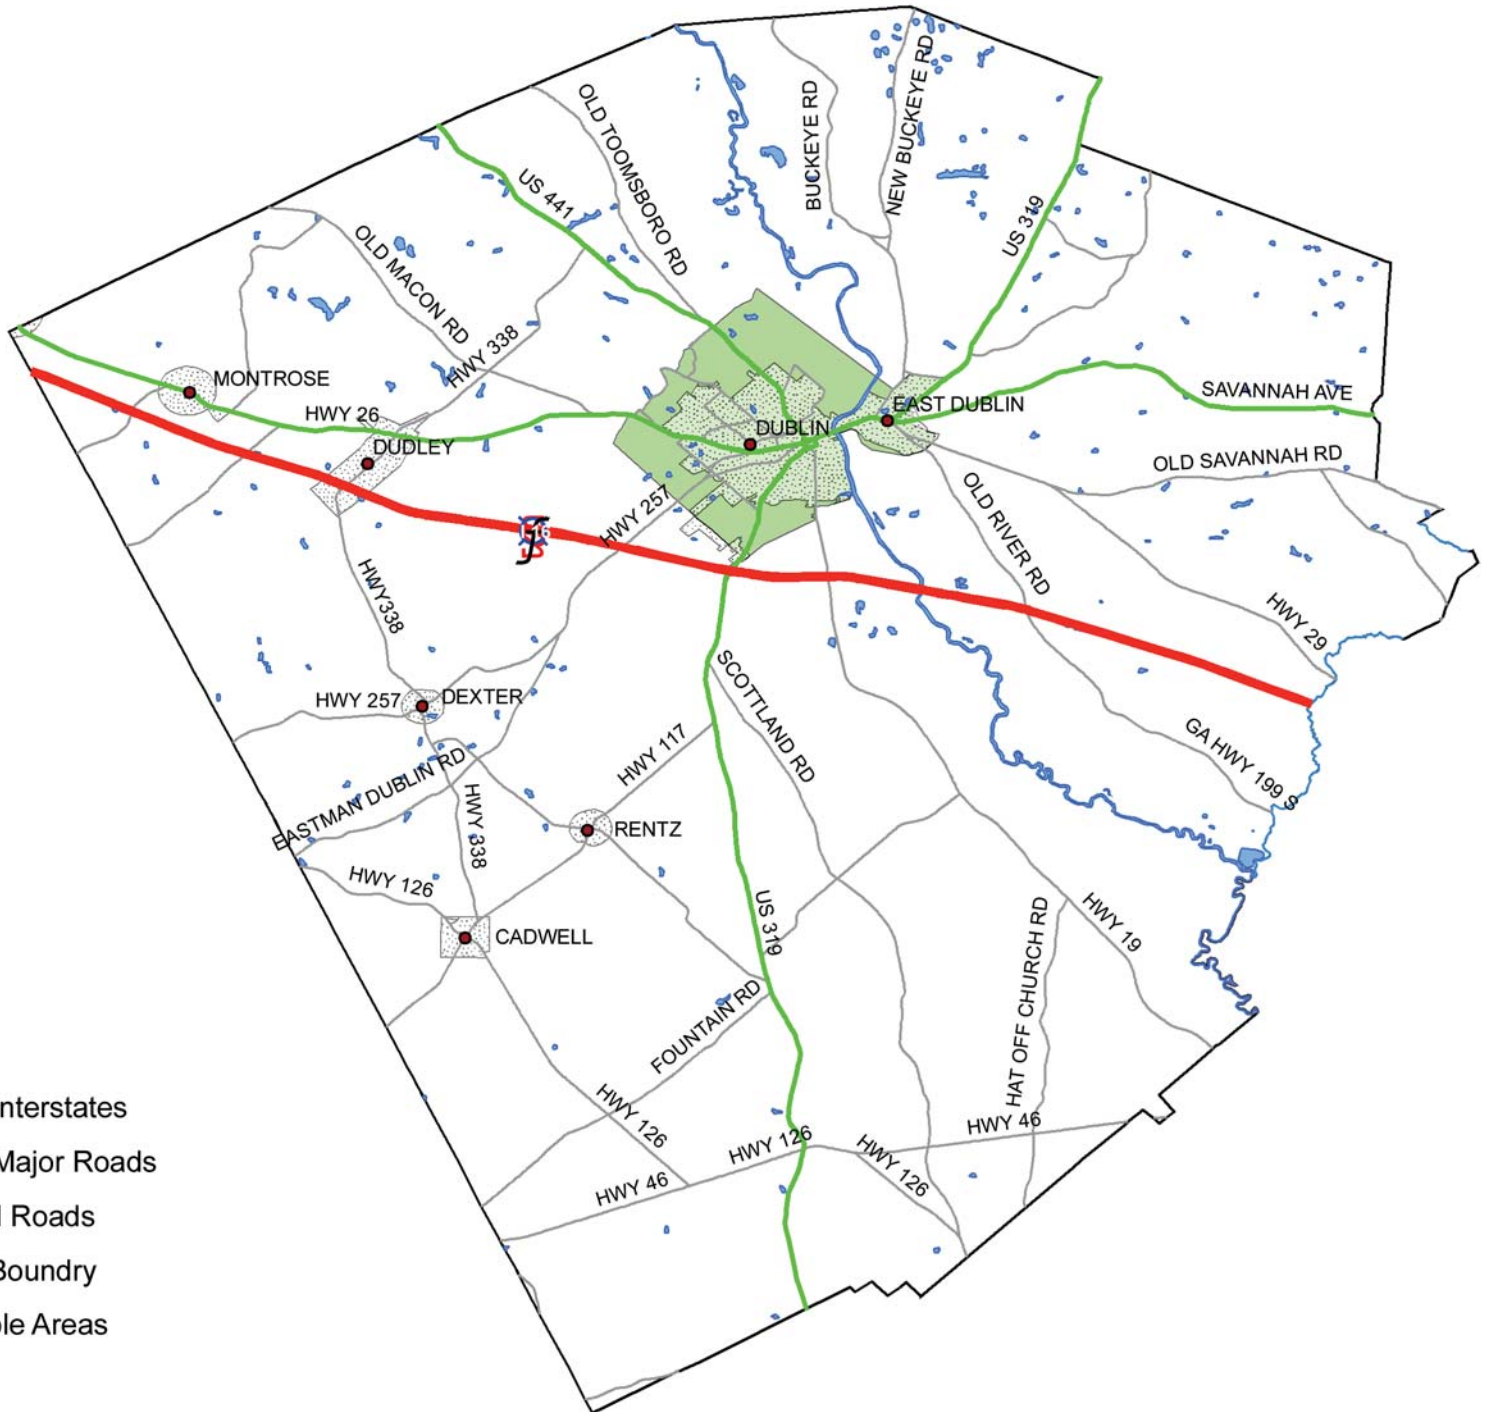 OLD TOOMSBORO RD
BUCKEYE RD
NEW BUCKEYE RD
US 441
US 319
OLD MACON RD
HWY 338
MONTROSE
HWY 26
DUDLEY
DUBLIN
EAST DUBLIN
SAVANNAH AVE
OLD SAVANNAH RD
HWY 257
OLD RIVER RD
HWY338
HWY 29
HWY 257
DEXTER
SCOTTLAND RD
HWY 117
GA HWY 199 S
EASTMAN DUBLIN RD
HWY 338
RENTZ
HWY 126
CADWELL
US 319
HWY 19
HAT OFF CHURCH RD
FOUNTAIN RD
HWY 126
HWY 126
HWY 46
HWY 126
HWY 46
nterstates
Major Roads
l Roads
Boundry
ole Areas